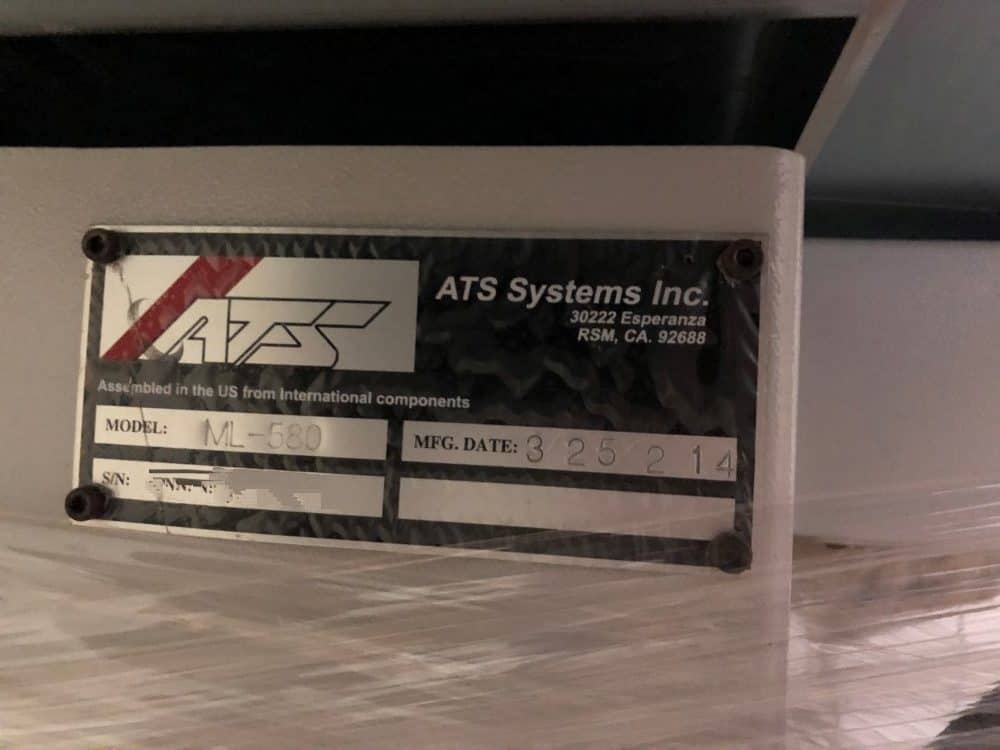 ATS
ATS Systems Inc.
30222 Esperanza
RSM, CA. 92688
Assembled in the US from International components
MODEL: ML-580
MFG. DATE: 3 25 2 14
S/N: